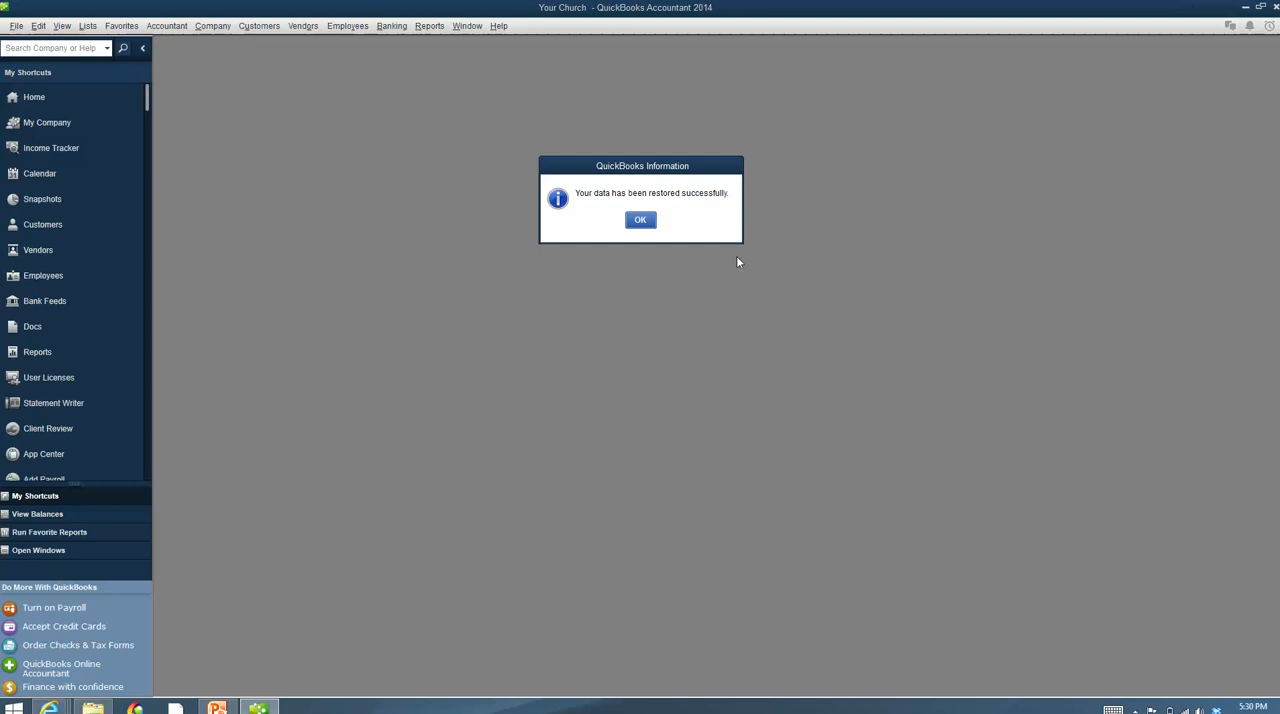 Your Church - QuickBooks Accountant 2014
File Edit View Lists Favorites Accountant Company Customers Vendors Employees Banking Reports Window Help
Search Company or Help
My Shortcuts
Home
My Company
Income Tracker
Calendar
Snapshots
Customers
Vendors
Employees
Bank Feeds
Docs
Reports
User Licenses
Statement Writer
Client Review
App Center
Add Payroll
My Shortcuts
View Balances
Run Favorite Reports
Open Windows
Do More With QuickBooks
Turn on Payroll
Accept Credit Cards
Order Checks & Tax Forms
QuickBooks Online
Accountant
Finance with confidence
QuickBooks Information
Your data has been restored successfully.
OK
5:30 PM